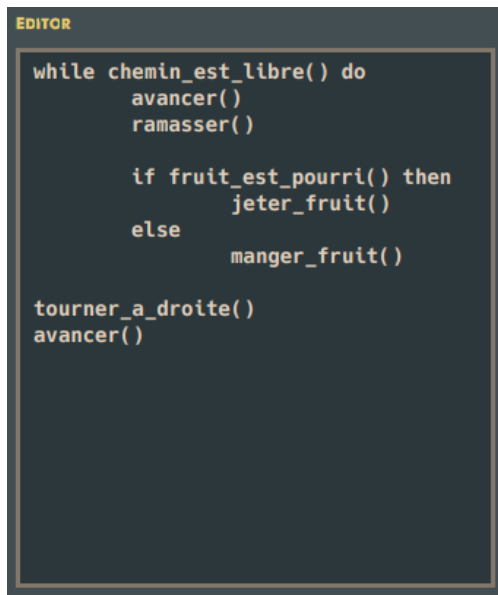 EDITOR
while chemin_est_libre() do
avancer()
ramasser()
if fruit_est_pourri() then
jeter_fruit()
else
manger_fruit()
tourner_a_droite()
avancer()